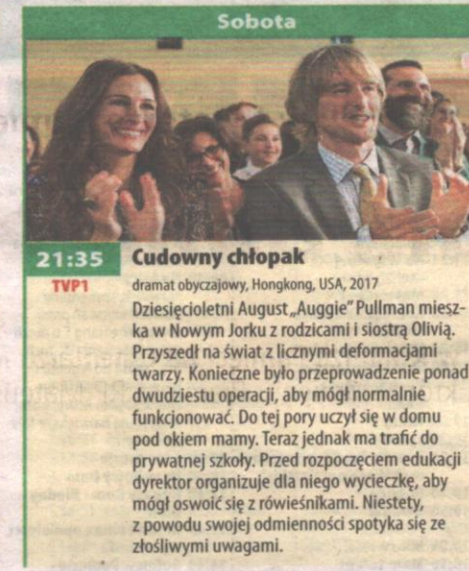 Sobota
21:35
TVP1
Cudowny chłopak
dramat obyczajowy, Hongkong, USA, 2017
Dziesięcioletni August „Auggie” Pullman miesz-
ka w Nowym Jorku z rodzicami i siostrą Olivią.
Przyszedł na świat z licznymi deformacjami
twarzy. Konieczne było przeprowadzenie ponad
dwudziestu operacji, aby mógł normalnie
funkcjonować. Do tej pory uczył się w domu
pod okiem mamy. Teraz jednak ma trafić do
prywatnej szkoły. Przed rozpoczęciem edukacji
dyrektor organizuje dla niego wycieczkę, aby
mógł oswoić się z rówieśnikami. Niestety,
z powodu swojej odmienności spotyka się ze
złośliwymi uwagami.